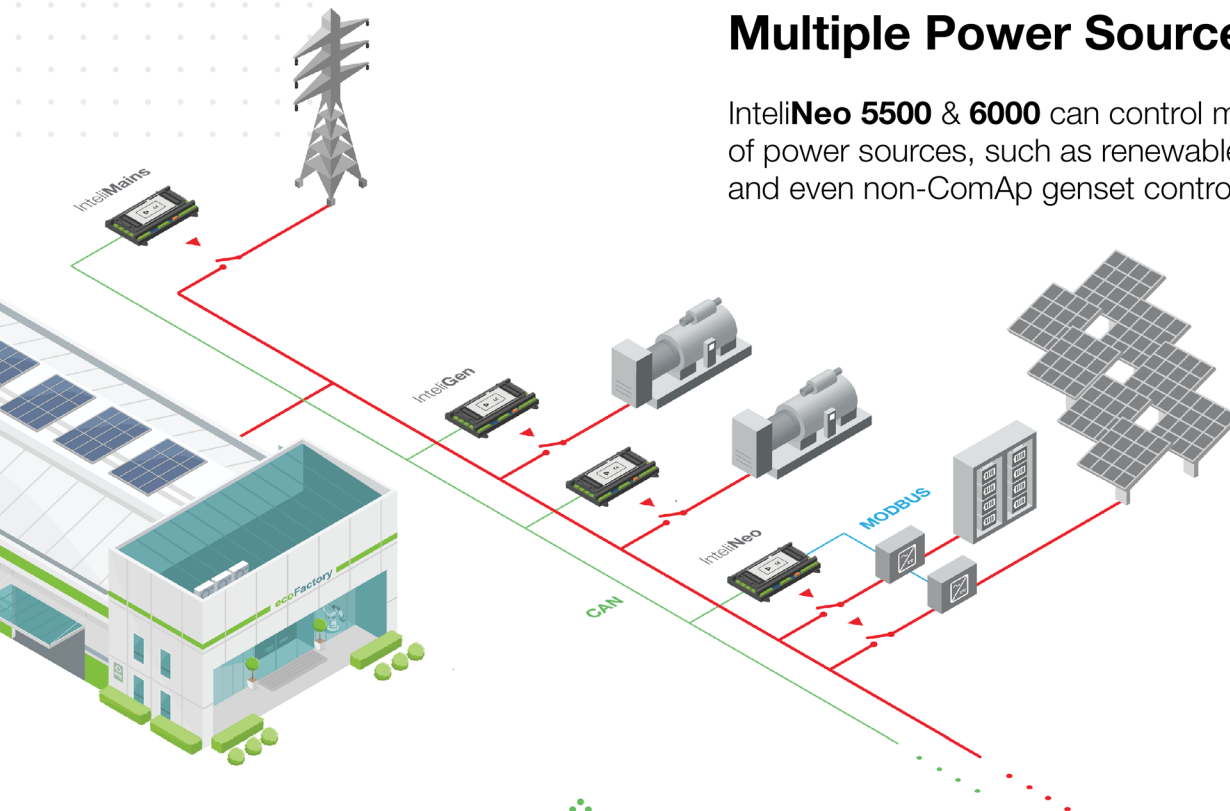 Multiple Power Source
InteliNeo 5500 & 6000 can control m
of power sources, such as renewable
and even non-ComAp genset contro
InteliMains
InteliGen
MODBUS
InteliNeo
CAN
ecoFactory